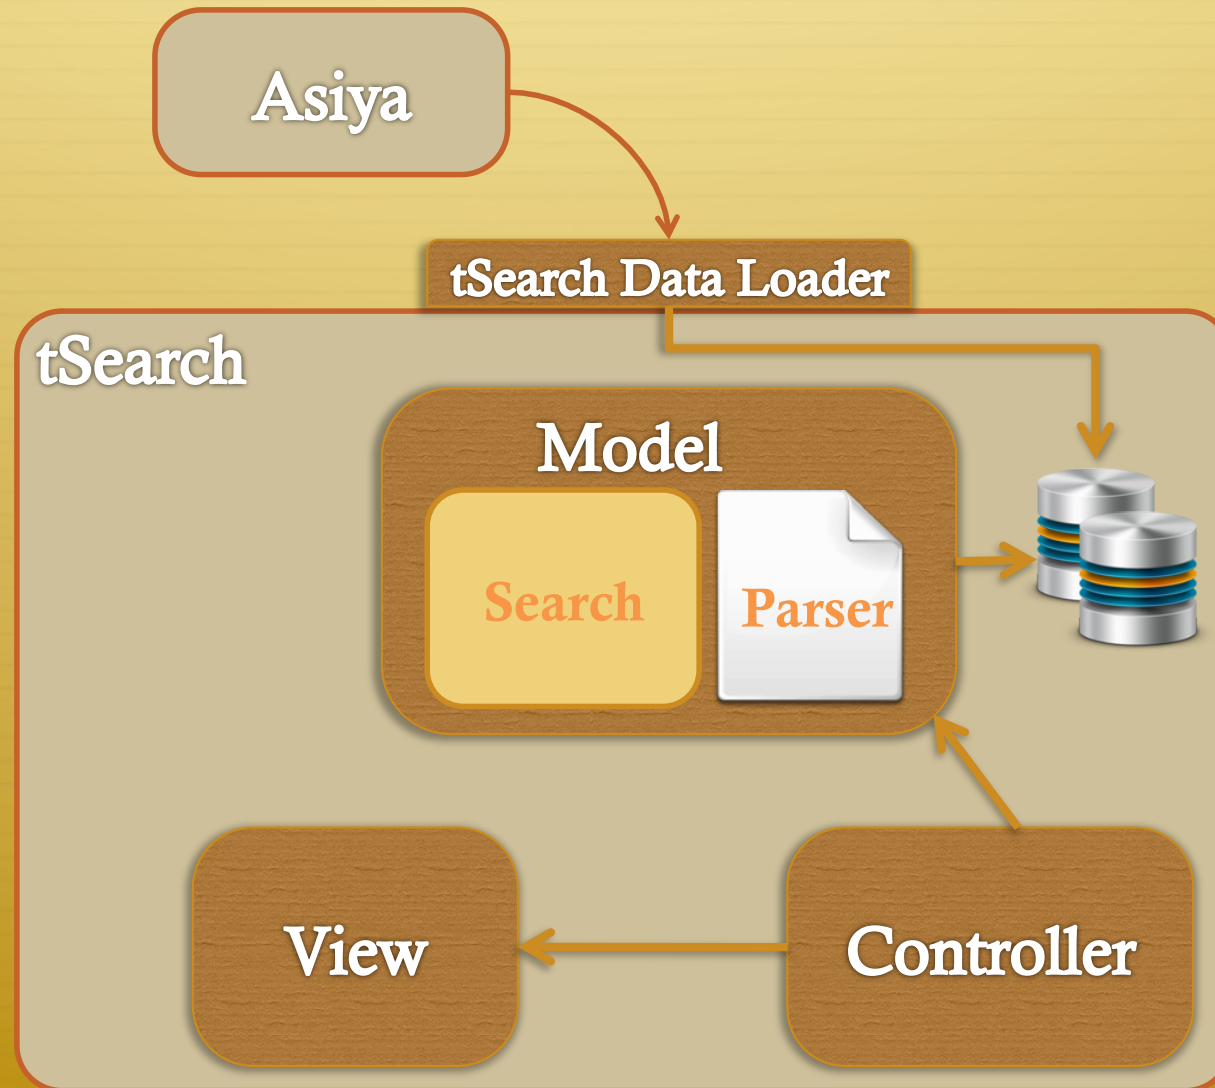 Asiya
tSearch Data Loader
tSearch
Model
Search
Parser
View
Controller